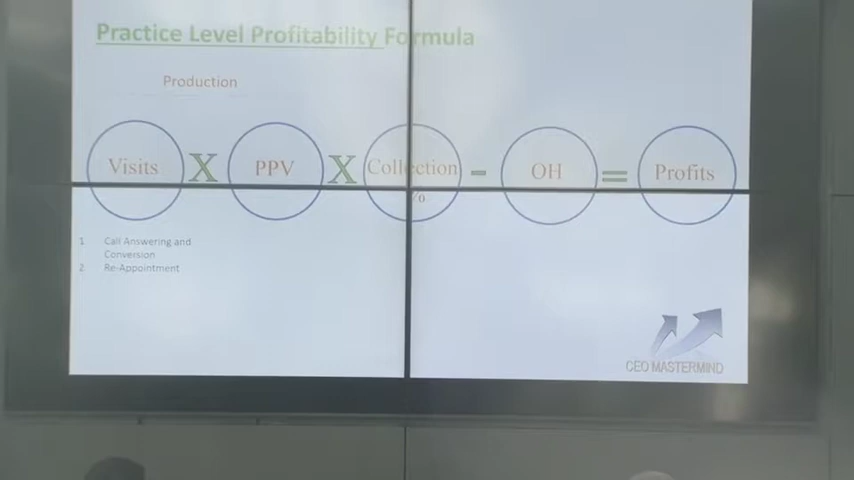 Practice Level Profitability Formula
Production
Visits X PPV X Collection % - OH = Profits
1 Call Answering and
Conversion
2 Re-Appointment
CEO MASTERMIND